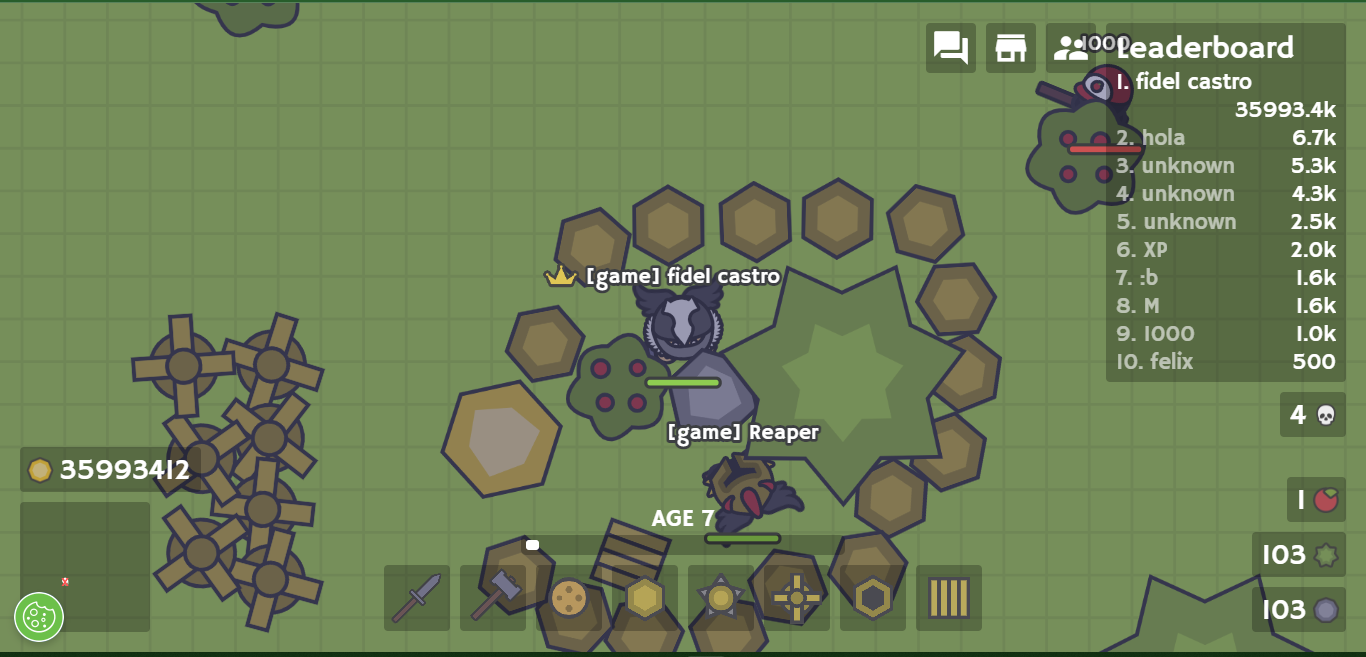 1000
Leaderboard
1. fidel castro
35993.4k
2. hola 6.7k
3. unknown 5.3k
4. unknown 4.3k
5. unknown 2.5k
6. XP 2.0k
7. :b 1.6k
8. M 1.6k
9. 1000 1.0k
10. felix 500
[game] fidel castro
4
[game] Reaper
35993412
1
AGE 7
103
103